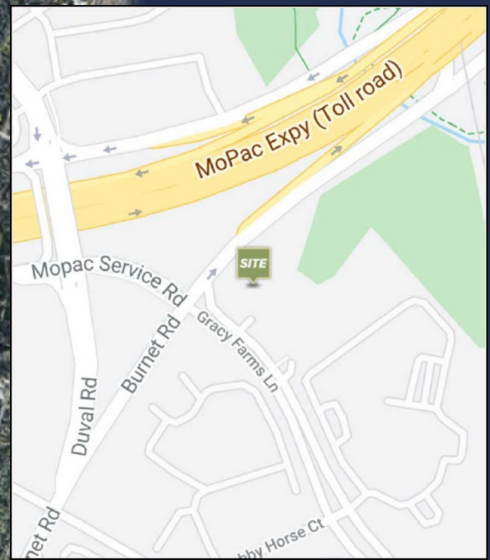 MoPac Expy (Toll road)
SITE
Mopac Service Rd
Burnet Rd
Gracy Farms Ln
Duval Rd
net Rd
bby Horse Ct